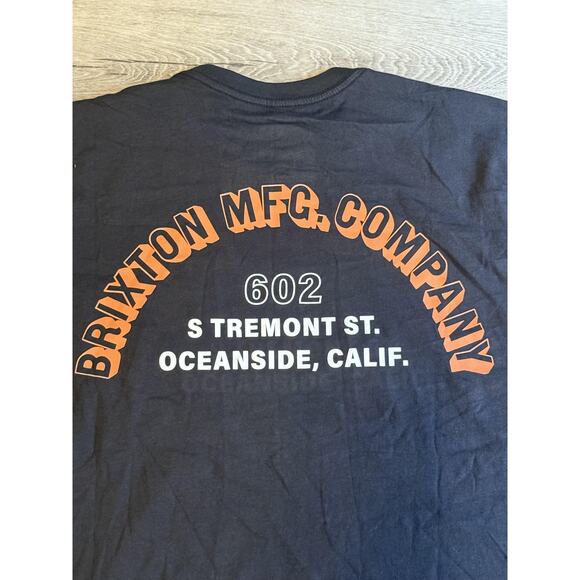 BRIXTON MFG. COMPANY
602
S TREMONT ST.
OCEANSIDE, CALIF.